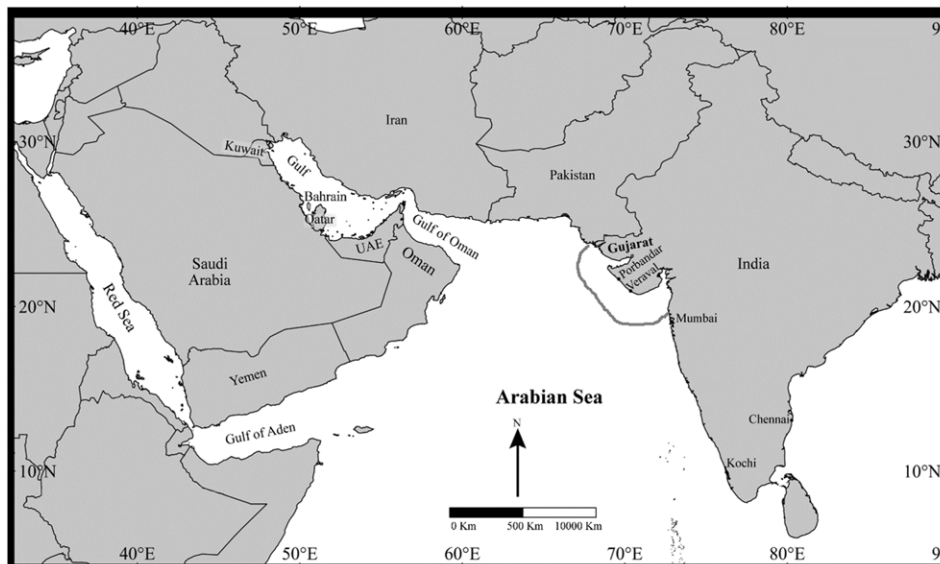 40°E
50°E
60°E
70°E
80°E
9
30°N
30°N
Iran
Kuwait
Gulf
Pakistan
Bahrain
Qatar
Gulf of Oman
UAE
Gujarat
Oman
Saudi
Arabia
Porbandar
Veraval
India
Red Sea
20°N
20°N
Mumbai
Yemen
Arabian Sea
N
Chennai
Gulf of Aden
10°N
Kochi
10°N
0 Km
500 Km
10000 Km
40°E
50°E
60°E
70°E
80°E
9